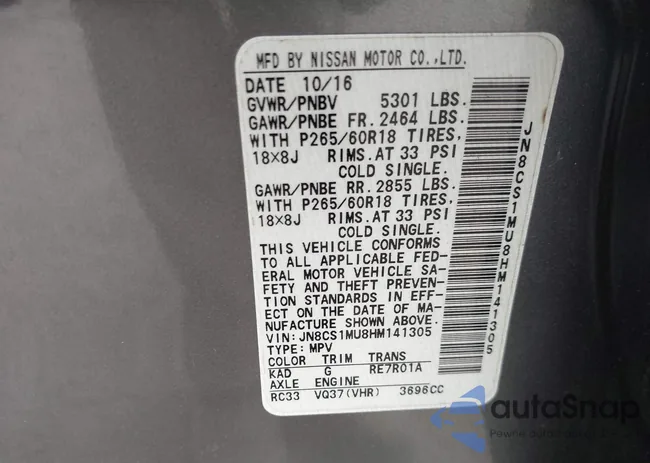 MFD BY NISSAN MOTOR CO.,LTD.
DATE 10/16
GVWR/PNBV 5301 LBS.
GAWR/PNBE FR. 2464 LBS.
WITH P265/60R18 TIRES,
18×8J RIMS.AT 33 PSI
COLD SINGLE.
GAWR/PNBE RR. 2855 LBS.
WITH P265/60R18 TIRES,
18×8J RIMS.AT 33 PSI
COLD SINGLE.
THIS VEHICLE CONFORMS
TO ALL APPLICABLE FED-
ERAL MOTOR VEHICLE SA-
FETY AND THEFT PREVEN-
TION STANDARDS IN EFF-
ECT ON THE DATE OF
MANUFACTURE SHOWN ABOVE.
VIN:JN8CS1MU8HM141305
TYPE: MPV
COLOR TRIM TRANS
KAD G RE7R01A
AXLE ENGINE
RC33 VQ37(VHR) 3696CC
JN8CS1MU8HM141305
autoSnap